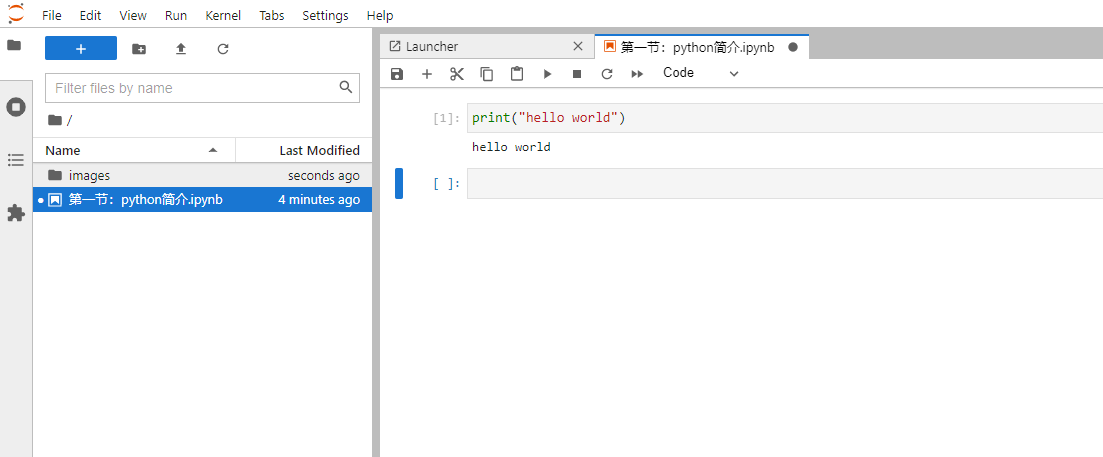 File Edit View Run Kernel Tabs Settings Help
Filter files by name
/
Name Last Modified
images seconds ago
第一节：python简介.ipynb 4 minutes ago
Launcher 第一节：python简介.ipynb
Code
[1]: print("hello world")
hello world
[ ]: